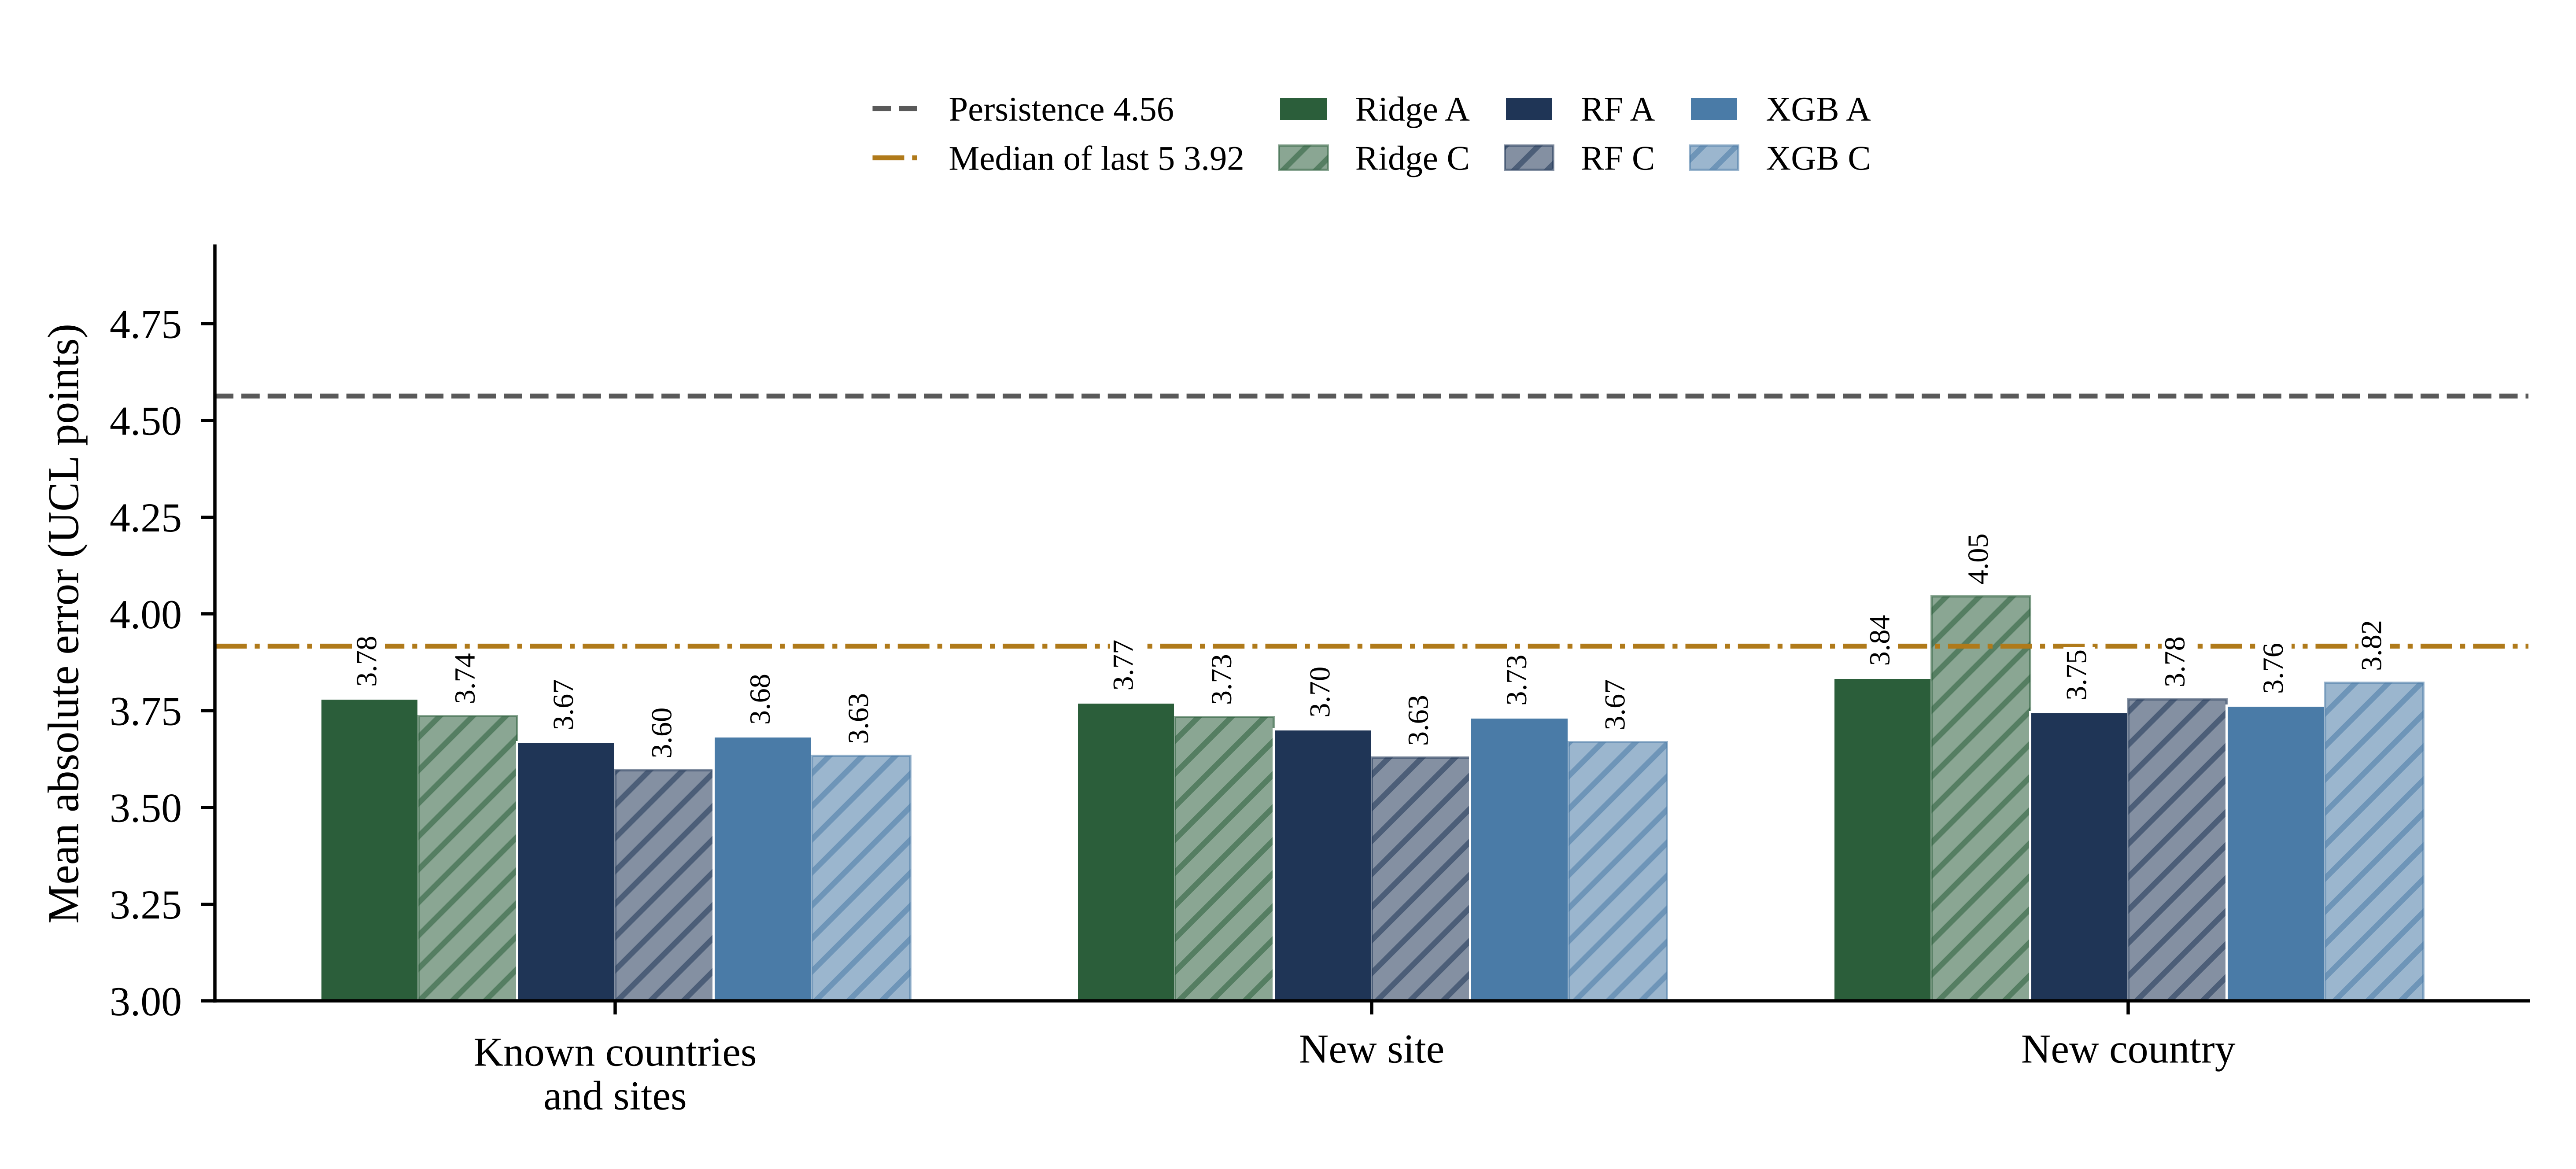 Persistence 4.56
Median of last 5 3.92
Ridge A
Ridge C
RF A
RF C
XGB A
XGB C
Mean absolute error (UCL points)
4.75
4.50
4.25
4.00
3.75
3.50
3.25
3.00
3.78
3.74
3.67
3.60
3.68
3.63
3.77
3.73
3.70
3.63
3.73
3.67
3.84
4.05
3.75
3.78
3.76
3.82
Known countries
and sites
New site
New country